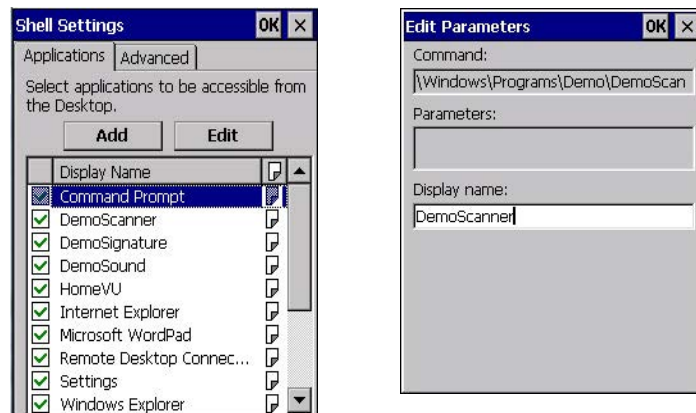 Shell Settings OK ×
Applications Advanced
Select applications to be accessible from
the Desktop.
Add Edit
Display Name
Command Prompt
DemoScanner
DemoSignature
DemoSound
HomeVU
Internet Explorer
Microsoft WordPad
Remote Desktop Connec...
Settings
Windows Explorer
Edit Parameters OK ×
Command:
\Windows\Programs\Demo\DemoScan
Parameters:
Display name:
DemoScanner